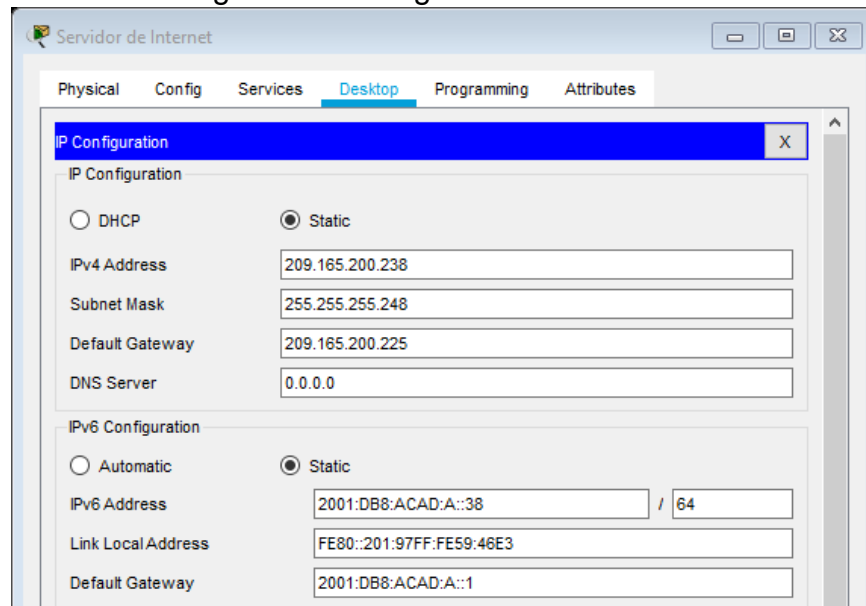 Servidor de Internet
Physical Config Services Desktop Programming Attributes
IP Configuration X
IP Configuration
DHCP Static
IPv4 Address 209.165.200.238
Subnet Mask 255.255.255.248
Default Gateway 209.165.200.225
DNS Server 0.0.0.0
IPv6 Configuration
Automatic Static
IPv6 Address 2001:DB8:ACAD:A::38 / 64
Link Local Address FE80::201:97FF:FE59:46E3
Default Gateway 2001:DB8:ACAD:A::1